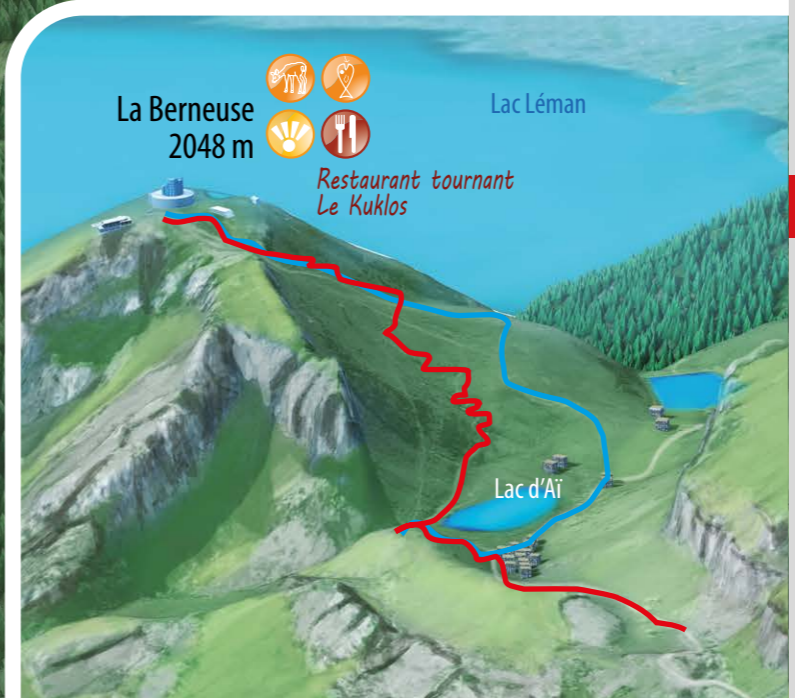 La Berneuse
2048 m
Lac Léman
Restaurant tournant
Le Kuklos
Lac d'Aï